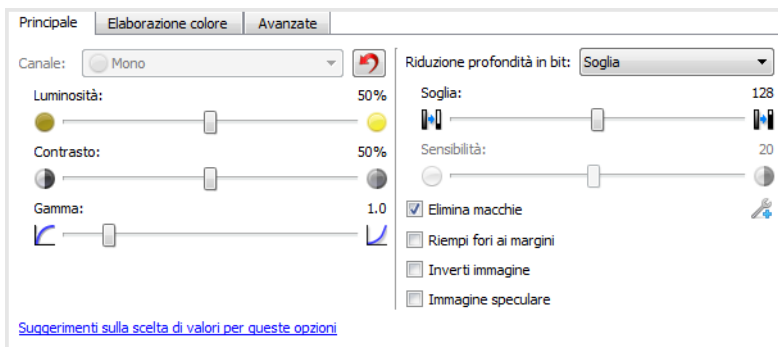 Principale Elaborazione colore Avanzate
Canale: Mono
Luminosità: 50%
Contrasto: 50%
Gamma: 1.0
Riduzione profondità in bit: Soglia
Soglia: 128
Sensibilità: 20
Elimina macchie
Riempi fori ai margini
Inverti immagine
Immagine speculare
Suggerimenti sulla scelta di valori per queste opzioni